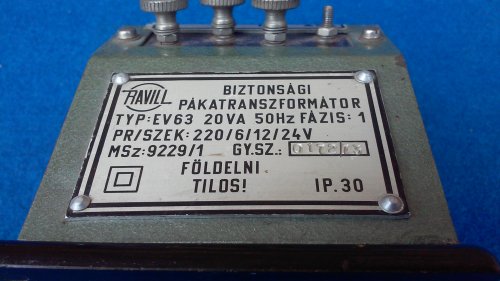 RAVILL
BIZTONSÁGI
PÁKATRANSZFORMÁTOR
TYP:EV63 20VA 50Hz FÁZIS: 1
PR/SZEK: 220/6/12/24V
MSz: 9229/1 GY.SZ.:
FÖLDELNI
TILOS!
IP.30